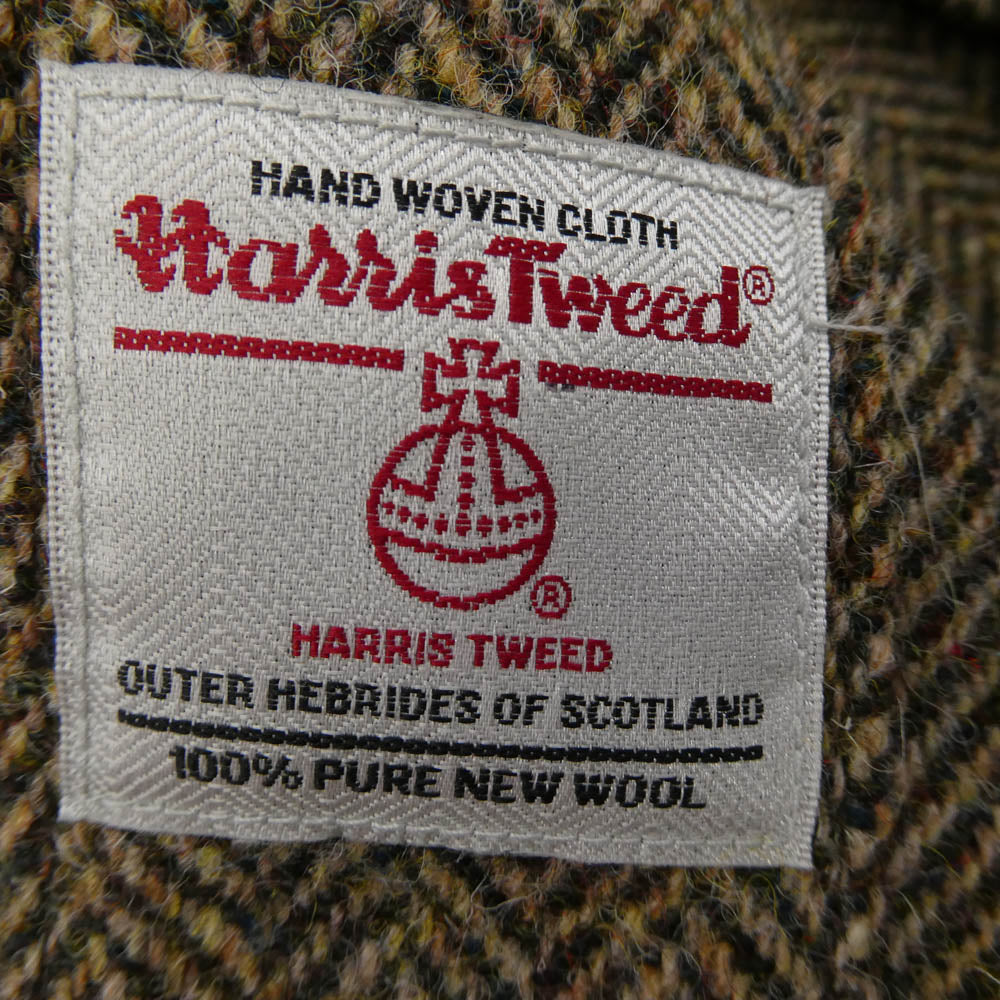 HAND WOVEN CLOTH
Harris Tweed®
®
HARRIS TWEED
OUTER HEBRIDES OF SCOTLAND
100% PURE NEW WOOL